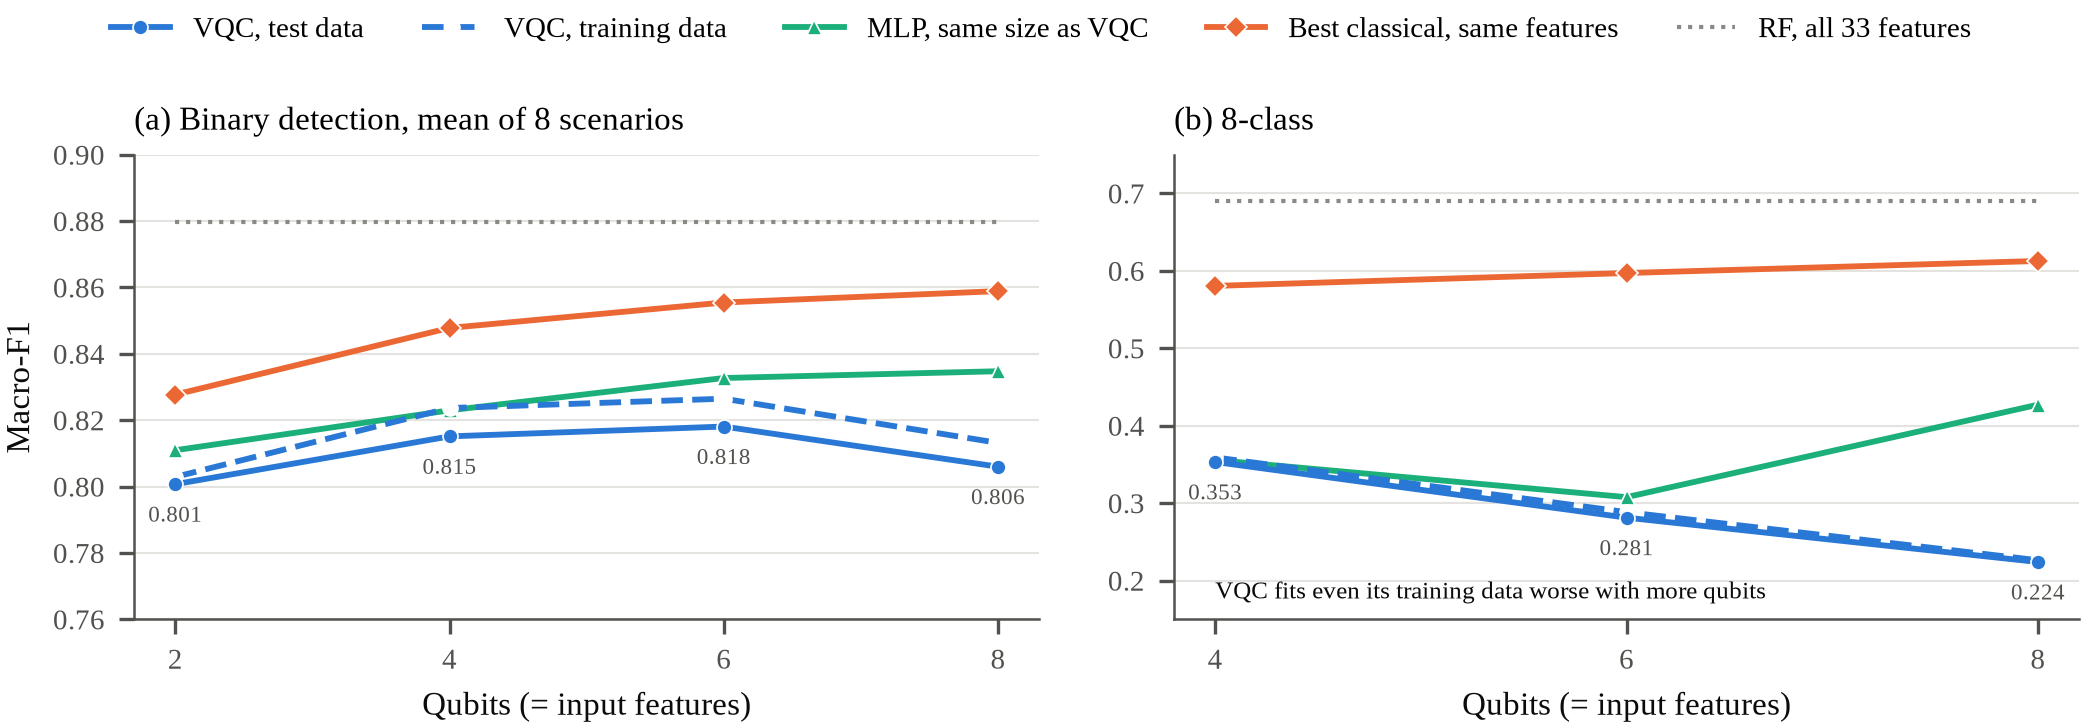 VQC, test data
VQC, training data
MLP, same size as VQC
Best classical, same features
RF, all 33 features
(a) Binary detection, mean of 8 scenarios
Macro-F1
0.90
0.88
0.86
0.84
0.82
0.80
0.78
0.76
0.801
0.815
0.818
0.806
2
4
6
8
Qubits (= input features)
(b) 8-class
0.7
0.6
0.5
0.4
0.3
0.2
0.353
0.281
0.224
VQC fits even its training data worse with more qubits
4
6
8
Qubits (= input features)